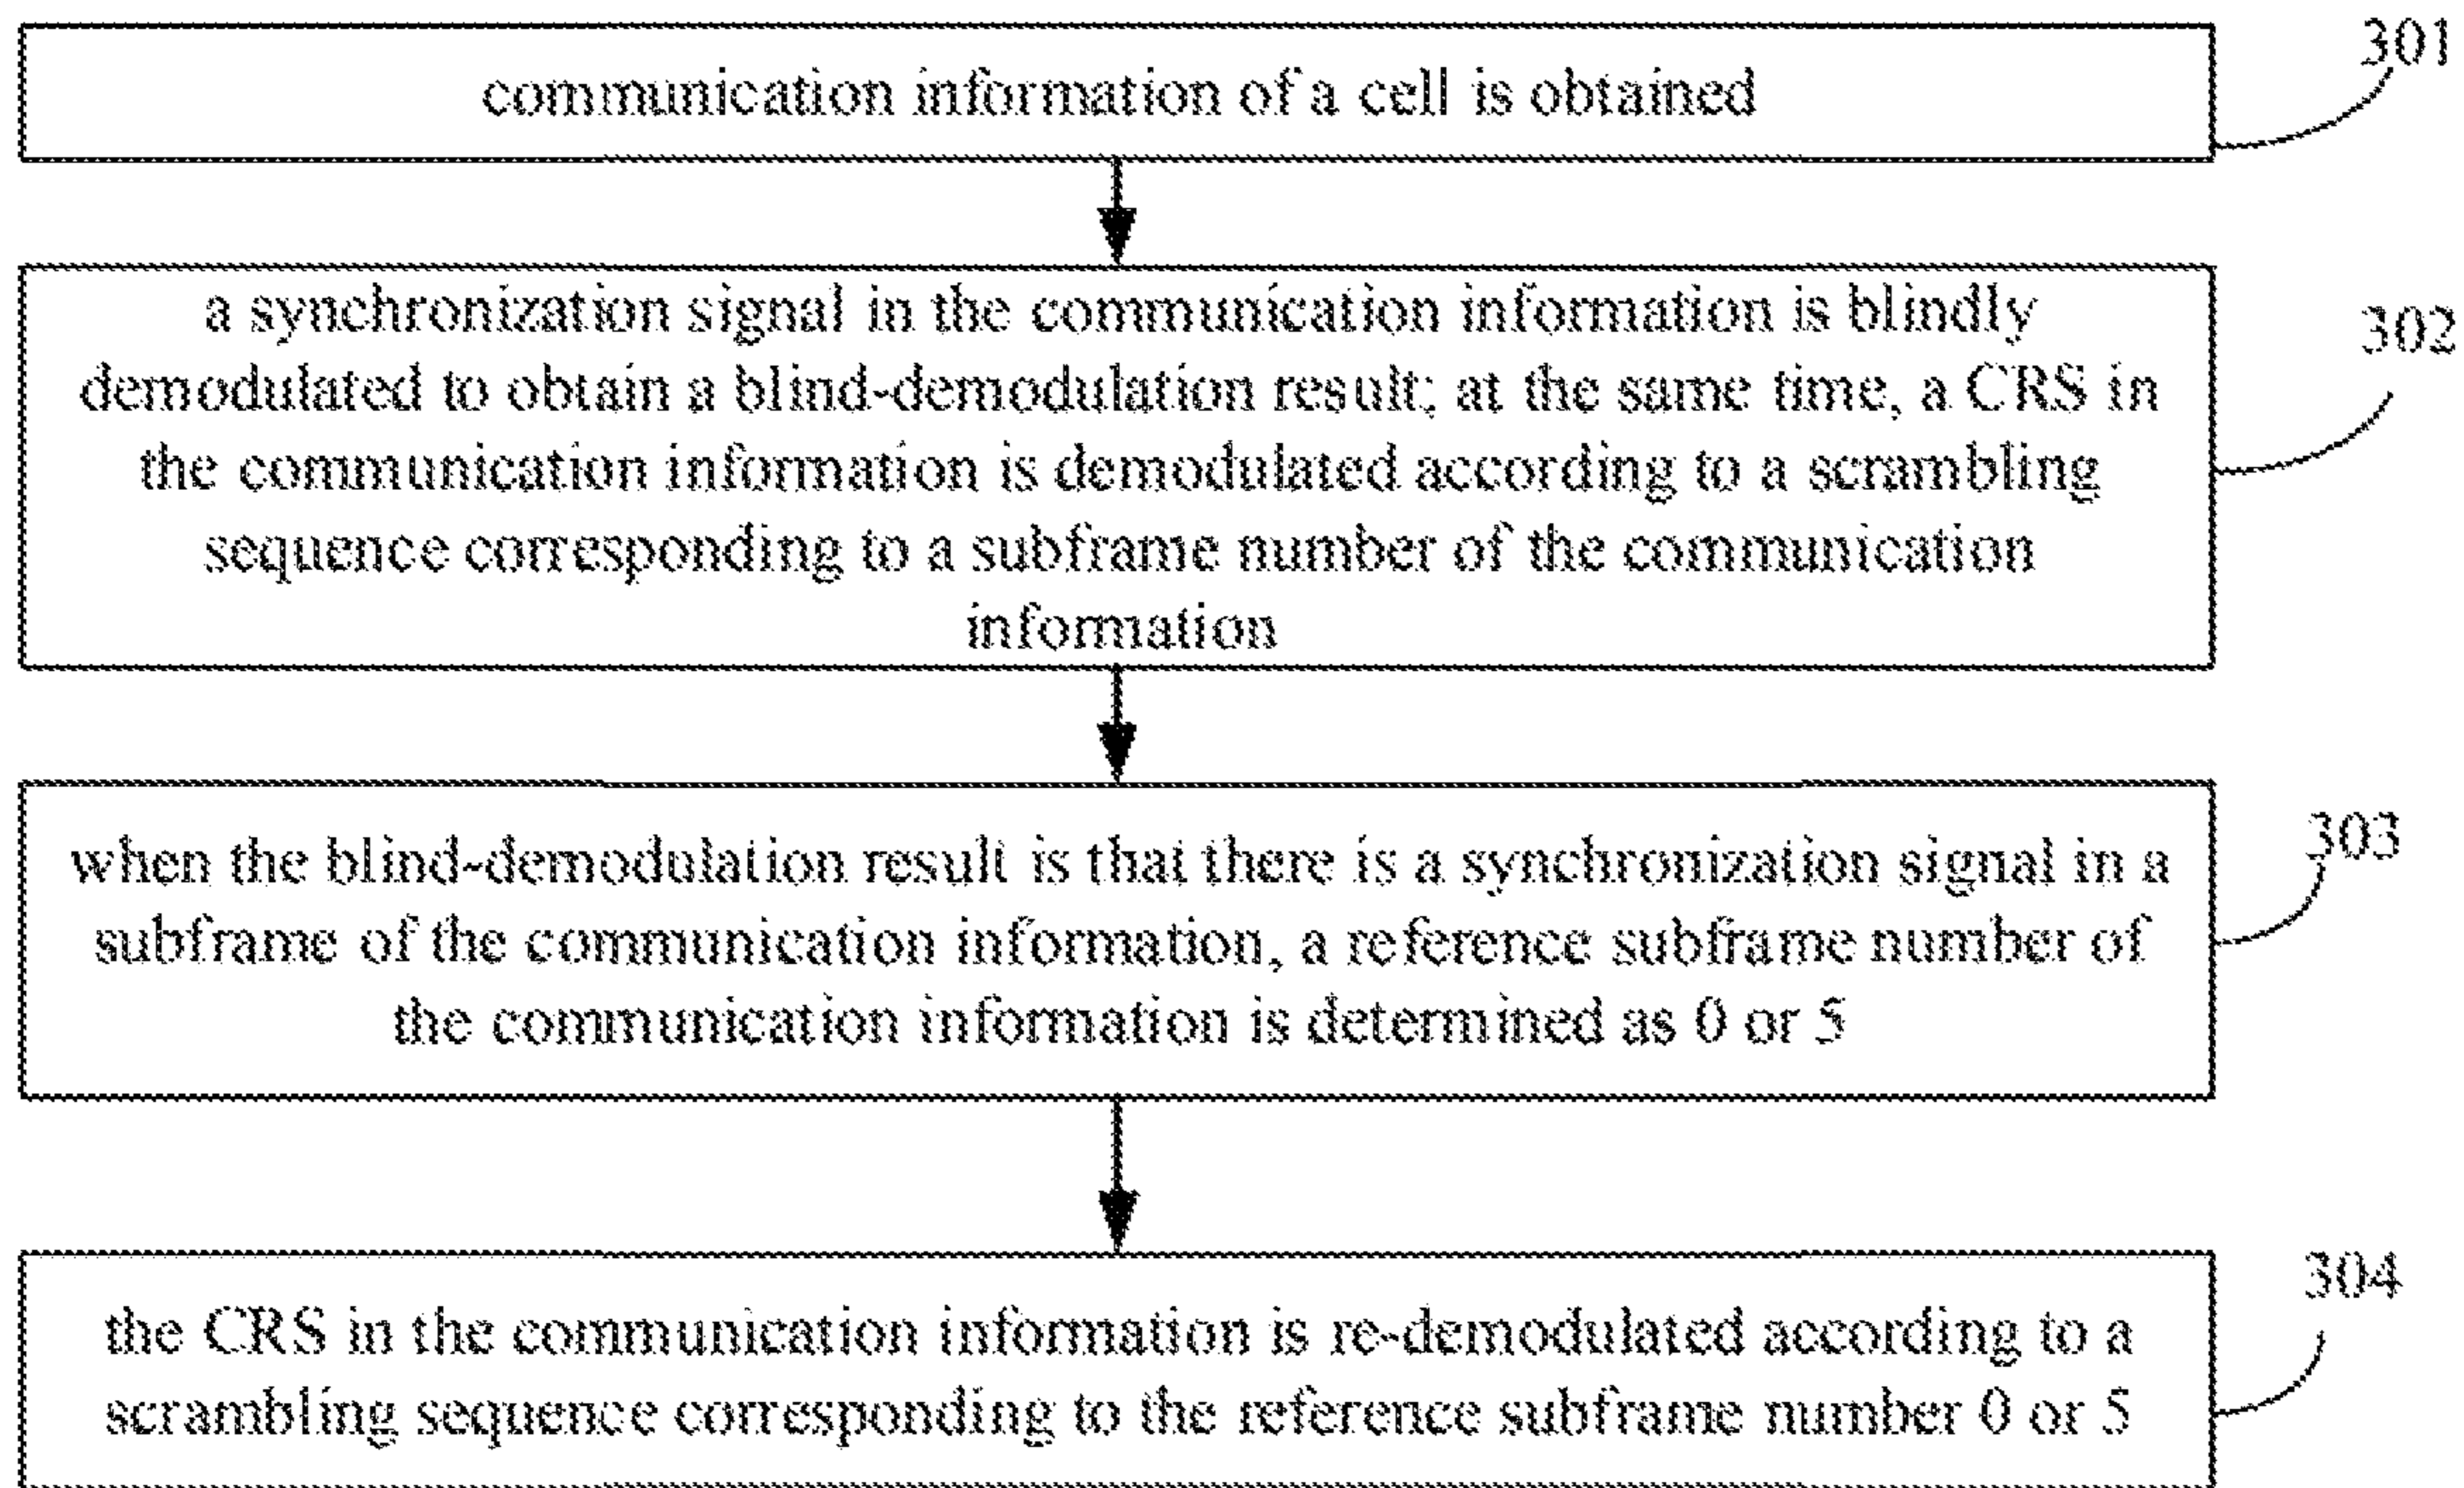 communication information of a cell is obtained
301
a synchronization signal in the communication information is blindly
demodulated to obtain a blind-demodulation result; at the same time, a CRS in
the communication information is demodulated according to a scrambling
sequence corresponding to a subframe number of the communication
information
302
when the blind-demodulation result is that there is a synchronization signal in a
subframe of the communication information, a reference subframe number of
the communication information is determined as 0 or 5
303
the CRS in the communication information is re-demodulated according to a
scrambling sequence corresponding to the reference subframe number 0 or 5
304